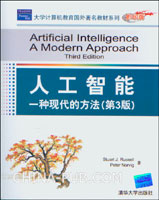 大学计算机教育国外著名教材系列
Artificial Intelligence
A Modern Approach
Third Edition
人工智能
一种现代的方法(第3版)
Stuart J. Russell
Peter Norvig
著
清华大学出版社